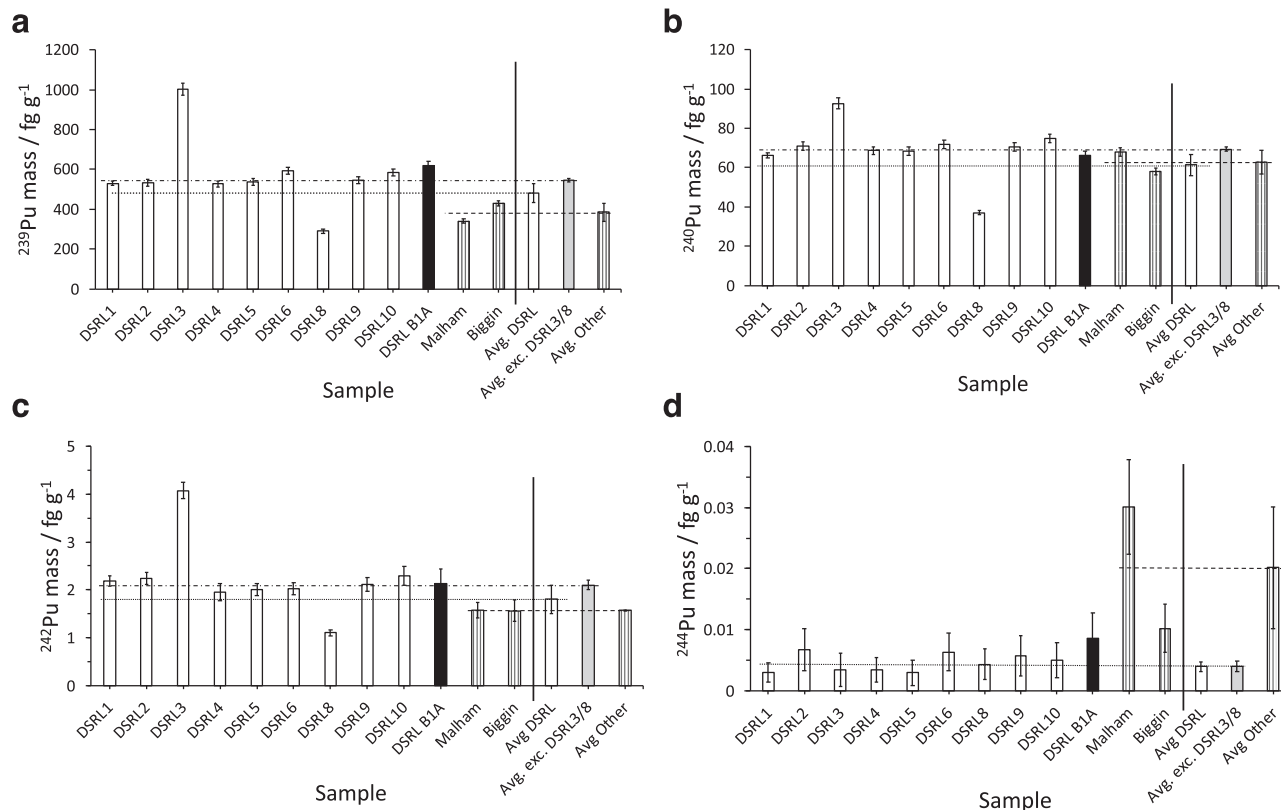 a
1200
1000
800
600
400
200
0
²³⁹Pu mass / fg g⁻¹
DSRL1
DSRL2
DSRL3
DSRL4
DSRL5
DSRL6
DSRL8
DSRL9
DSRL10
DSRL B1A
Malham
Biggin
Avg. DSRL
Avg. exc. DSRL3/8
Avg. Other
Sample
b
120
100
80
60
40
20
0
²⁴⁰Pu mass / fg g⁻¹
DSRL1
DSRL2
DSRL3
DSRL4
DSRL5
DSRL6
DSRL8
DSRL9
DSRL10
DSRL B1A
Malham
Biggin
Avg DSRL
Avg. exc. DSRL3/8
Avg Other
Sample
c
5
4
3
2
1
0
²⁴²Pu mass / fg g⁻¹
DSRL1
DSRL2
DSRL3
DSRL4
DSRL5
DSRL6
DSRL8
DSRL9
DSRL10
DSRL B1A
Malham
Biggin
Avg DSRL
Avg. exc. DSRL3/8
Avg Other
Sample
d
0.04
0.03
0.02
0.01
0
²⁴⁴Pu mass / fg g⁻¹
DSRL1
DSRL2
DSRL3
DSRL4
DSRL5
DSRL6
DSRL8
DSRL9
DSRL10
DSRL B1A
Malham
Biggin
Avg DSRL
Avg. exc. DSRL3/8
Avg Other
Sample